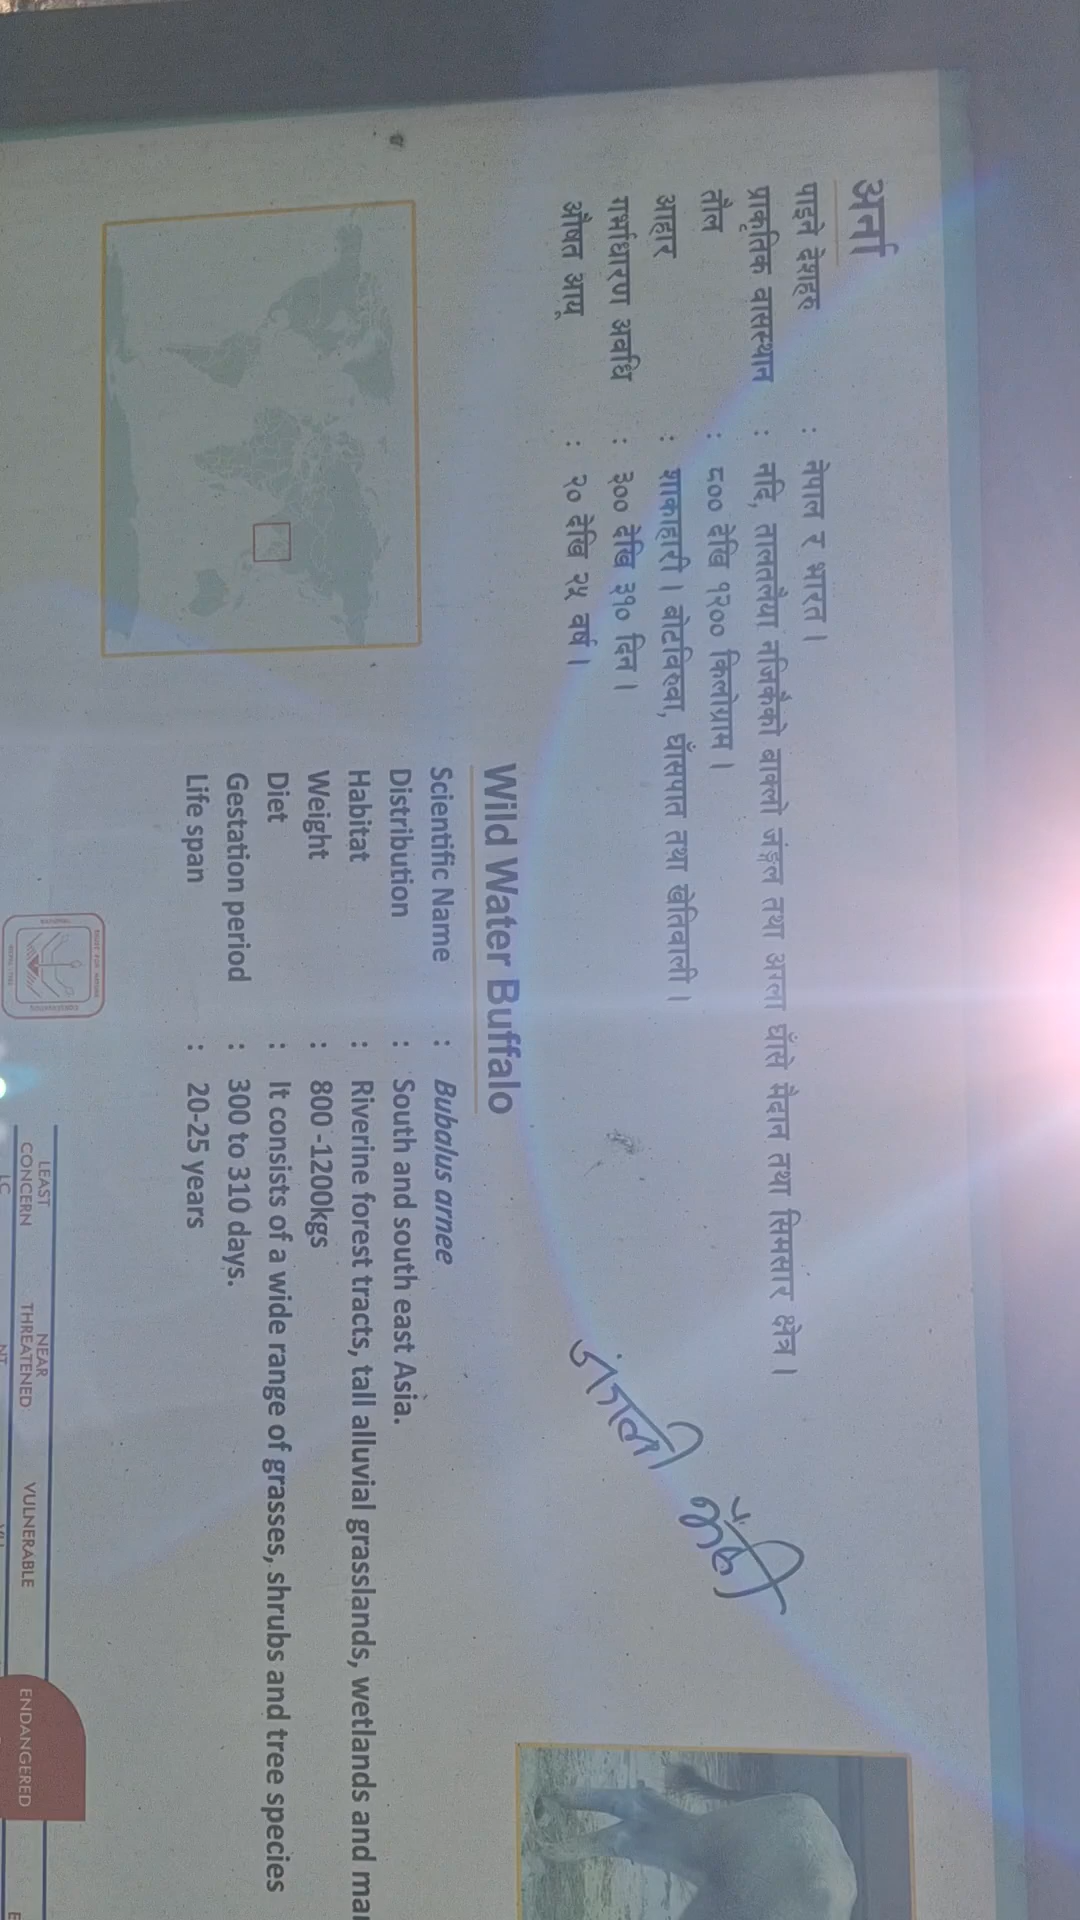 अर्ना
पाइने देशहरु : नेपाल र भारत ।
प्राकृतिक वासस्थान : नदि, तालतलैया नजिकैको बाक्लो जंङ्गल तथा अग्ला घाँसे मैदान तथा सिमसार क्षेत्र ।
तौल : ८०० देखि १२०० किलोग्राम ।
आहार : शाकाहारी । बोटविरुवा, घाँसपात तथा खेतिवाली ।
गर्भाधारण अवधि : ३०० देखि ३१० दिन ।
औषत आयु : २० देखि २५ वर्ष ।
जंगली भैंसी
Wild Water Buffalo
Scientific Name : Bubalus arnee
Distribution : South and south east Asia.
Habitat : Riverine forest tracts, tall alluvial grasslands, wetlands and mar
Weight : 800 -1200kgs
Diet : It consists of a wide range of grasses, shrubs and tree species
Gestation period : 300 to 310 days.
Life span : 20-25 years
LEAST CONCERN
NEAR THREATENED
VULNERABLE
ENDANGERED
LC
NT